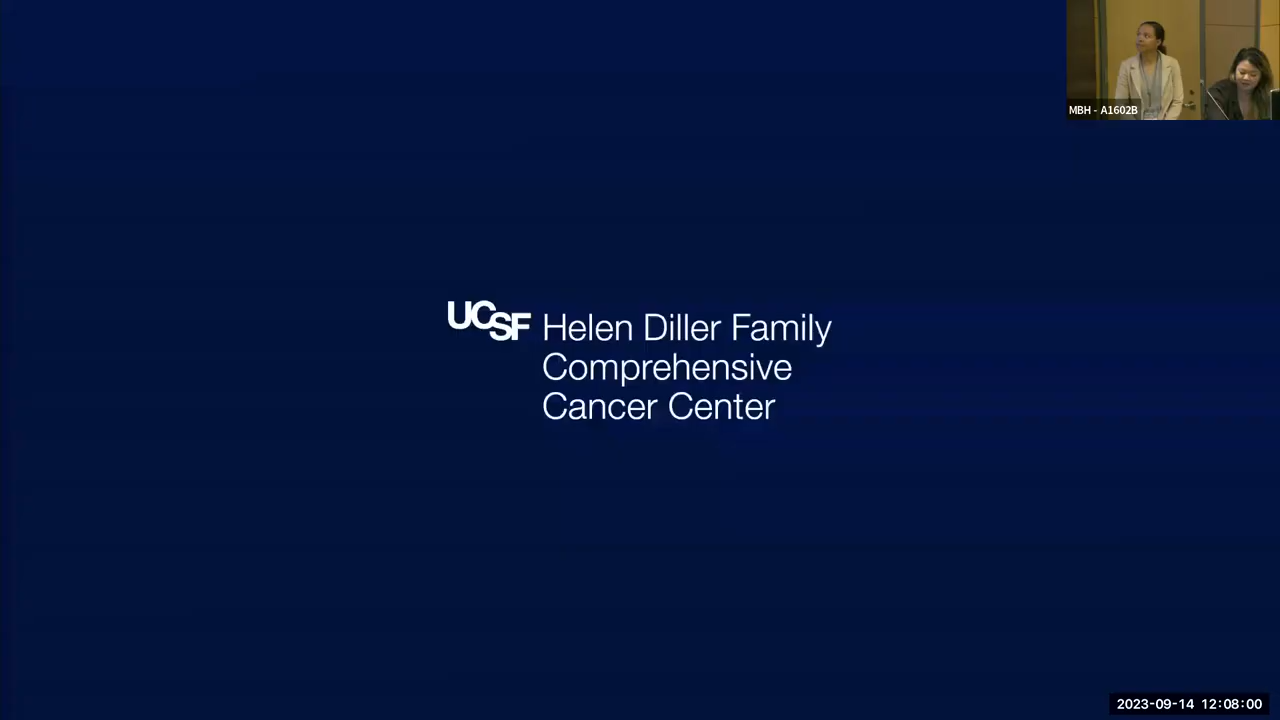 MBH - A1602B
UCSF Helen Diller Family
Comprehensive
Cancer Center
2023-09-14 12:08:00